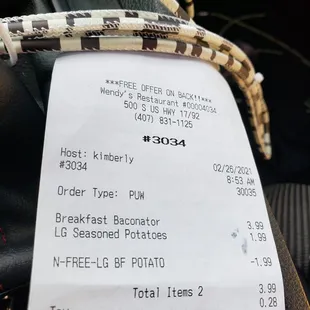 ***FREE OFFER ON BACK!!***
Wendy's Restaurant #00004034
500 S US HWY 17/92
(407) 831-1125
#3034
Host: kimberly 02/26/2021
#3034 8:53 AM
30035
Order Type: PUW
Breakfast Baconator 3.99
LG Seasoned Potatoes 1.99
N-FREE-LG BF POTATO -1.99
Total Items 2 3.99
0.28